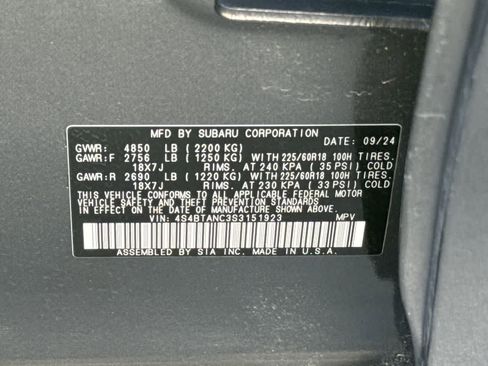 MFD BY SUBARU CORPORATION
DATE: 09/24
GVWR: 4850 LB (2200 KG)
GAWR:F 2756 LB (1250 KG) WITH 225/60R18 100H TIRES.
18X7J RIMS. AT 240 KPA (35 PSI) COLD
GAWR:R 2690 LB (1220 KG) WITH 225/60R18 100H TIRES.
18X7J RIMS. AT 230 KPA (33 PSI) COLD
THIS VEHICLE CONFORMS TO ALL APPLICABLE FEDERAL MOTOR
VEHICLE SAFETY AND THEFT PREVENTION STANDARDS IN
EFFECT ON THE DATE OF MANUFACTURE SHOWN ABOVE.
VIN: 4S4BTANC3S3151923 MPV
ASSEMBLED BY SIA INC. MADE IN U.S.A.